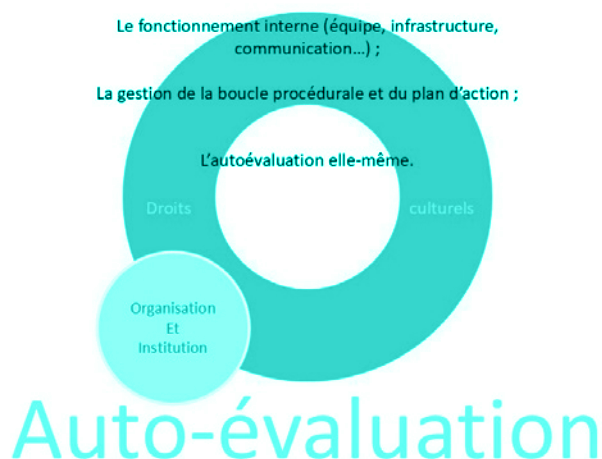 Le fonctionnement interne (équipe, infrastructure,
communication…) ;
La gestion de la boucle procédurale et du plan d’action ;
L’autoévaluation elle-même.
Droits culturels
Organisation
Et
Institution
Auto-évaluation